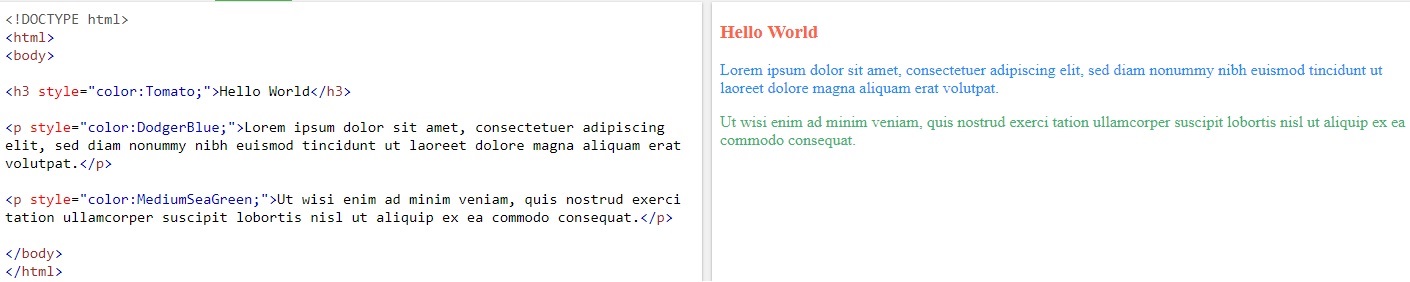 <!DOCTYPE html>
<html>
<body>
<h3 style="color:Tomato;">Hello World</h3>
<p style="color:DodgerBlue;">Lorem ipsum dolor sit amet, consectetuer adipiscing
elit, sed diam nonummy nibh euismod tincidunt ut laoreet dolore magna aliquam erat
volutpat.</p>
<p style="color:MediumSeaGreen;">Ut wisi enim ad minim veniam, quis nostrud exerci
tation ullamcorper suscipit lobortis nisl ut aliquip ex ea commodo consequat.</p>
</body>
</html>
Hello World
Lorem ipsum dolor sit amet, consectetuer adipiscing elit, sed diam nonummy nibh euismod tincidunt ut
laoreet dolore magna aliquam erat volutpat.
Ut wisi enim ad minim veniam, quis nostrud exerci tation ullamcorper suscipit lobortis nisl ut aliquip ex ea
commodo consequat.